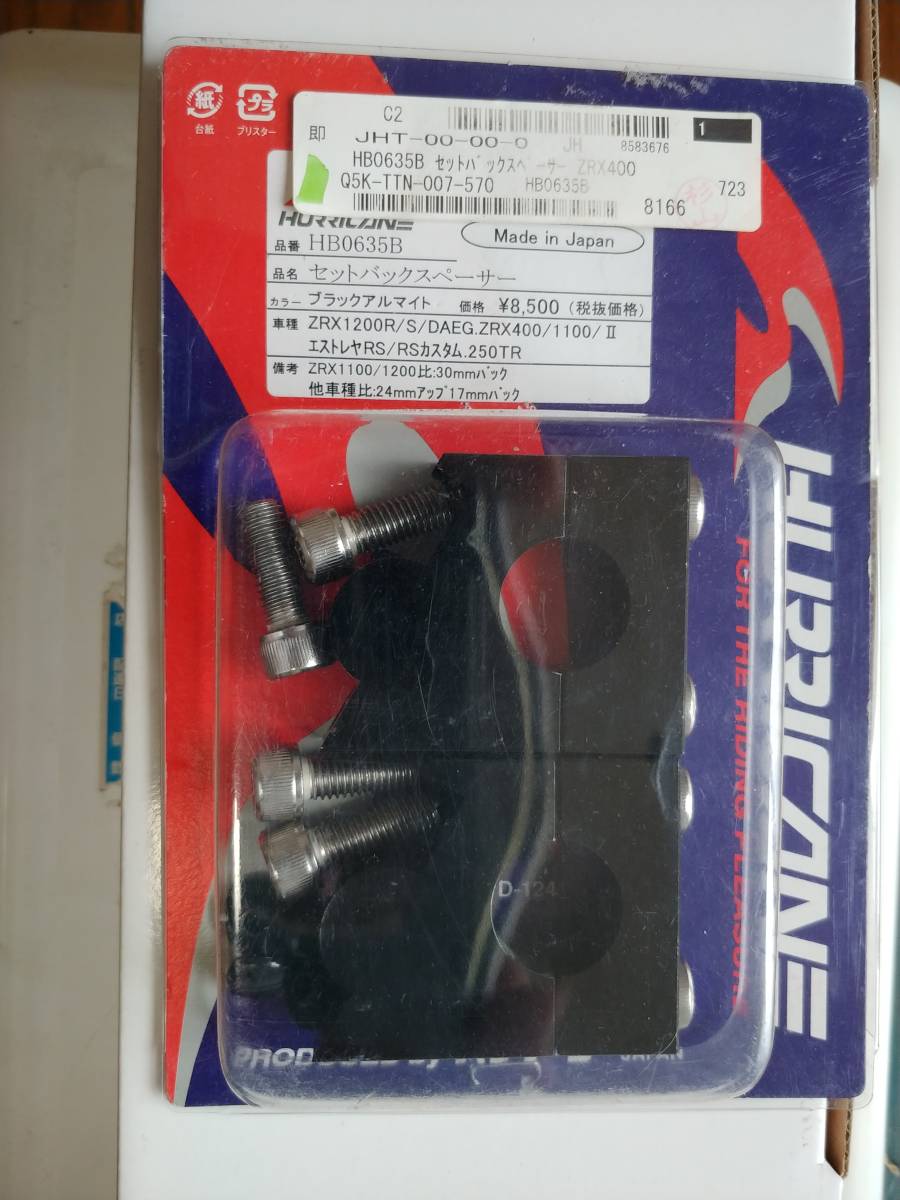 紙
台紙
プラ
ブリスター
C2
1
即
JHT-00-00-0
JH
8583676
HB0635B セットバックスペーサー ZRX400
Q5K-TTN-007-570 HB0635B
8166
723
HURRICANE
Made in Japan
品番 HB0635B
品名 セットバックスペーサー
カラー ブラックアルマイト 価格 ¥8,500 (税抜価格)
車種 ZRX1200R/S/DAEG.ZRX400/1100/Ⅱ
エストレヤRS/RSカスタム.250TR
備考 ZRX1100/1200比:30mmバック
他車種比:24mmアップ17mmバック
HURRICANE
FOR THE RIDING PLEASURE
D-124
JAPAN